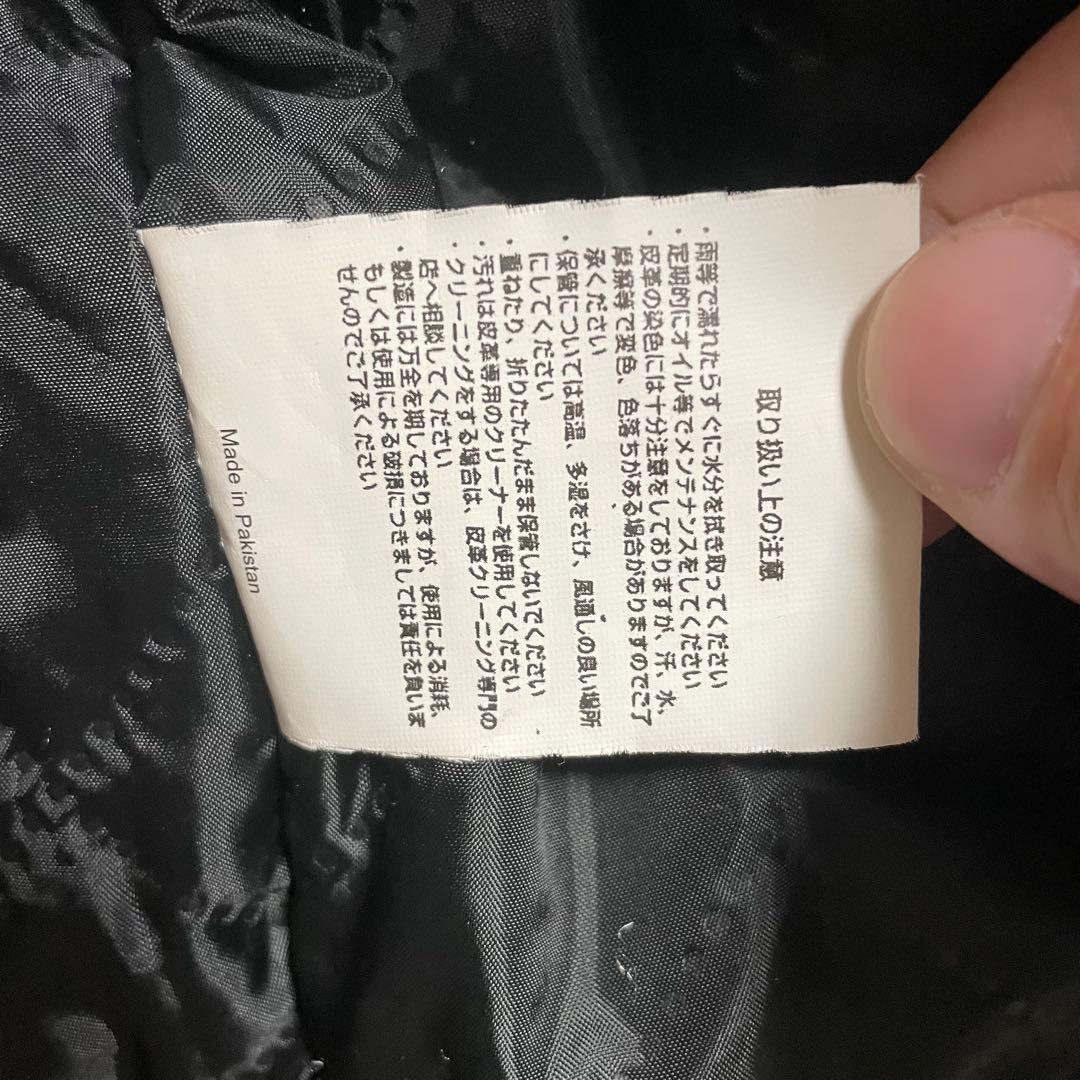 取り扱い上の注意
・雨等で濡れたらすぐに水分を拭き取ってください
・定期的にオイル等でメンテナンスをしてください
・皮革の染色には十分注意をしておりますが、汗、水、
摩擦等で変色、色落ちがある場合がありますのでご了
承ください
・保管については高温、多湿をさけ、風通しの良い場所
にしてください
・重ねたり、折りたたんだまま保管しないでください
・汚れは皮革専用のクリーナーを使用してください
・クリーニングをする場合は、皮革クリーニング専門の
店へ相談してください
・製造には万全を期しておりますが、使用による消耗、
もしくは使用による破損につきましては責任を負いま
せんのでご了承ください
Made in Pakistan